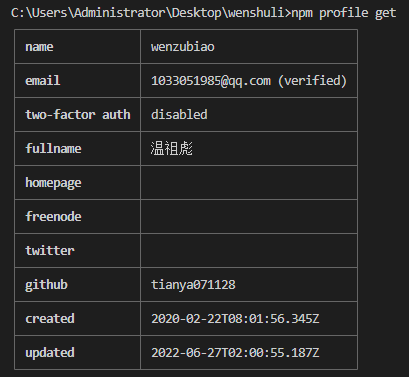 C:\Users\Administrator\Desktop\wenshuli>npm profile get
name wenzubiao
email 1033051985@qq.com (verified)
two-factor auth disabled
fullname 温祖彪
homepage
freenode
twitter
github tianya071128
created 2020-02-22T08:01:56.345Z
updated 2022-06-27T02:00:55.187Z